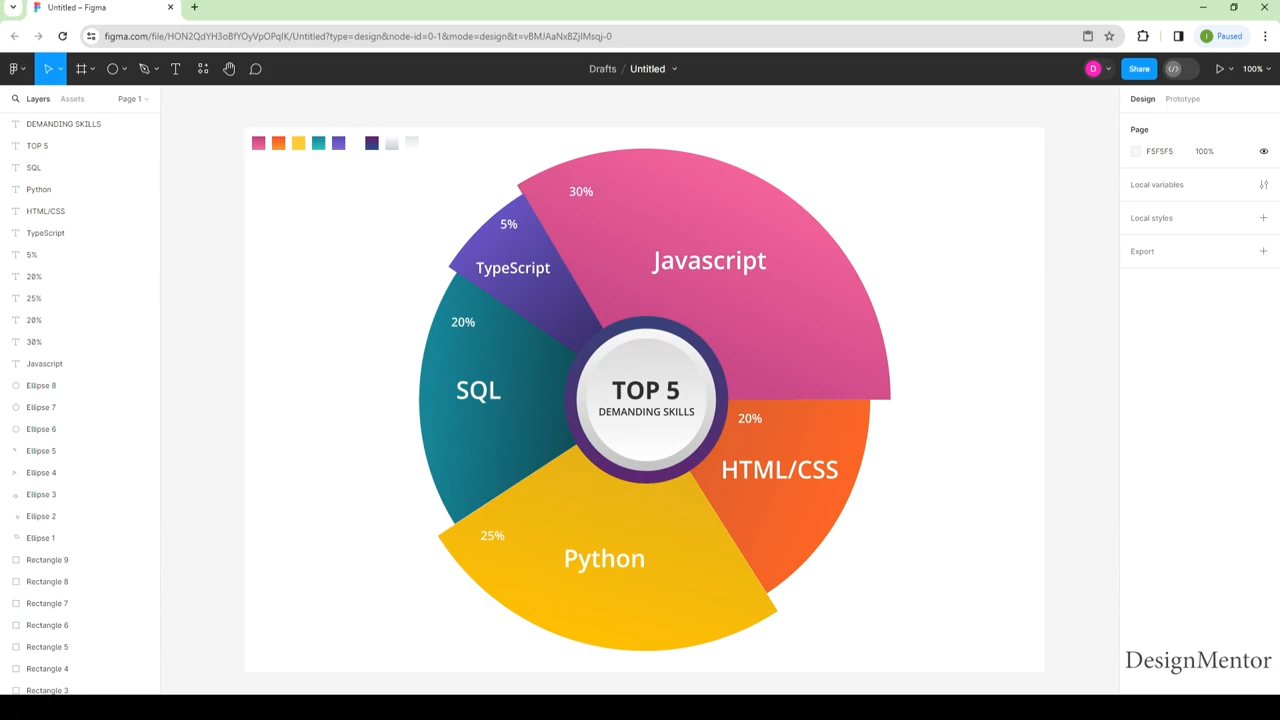 Untitled – Figma
figma.com/file/HON2QdYH3oBfYOyVpOPqIK/Untitled?type=design&node-id=0-1&mode=design&t=vBMJAaNxBZjIMsqj-0
I
Paused
Drafts / Untitled
D
Share
100%
Layers
Assets
Page 1
DEMANDING SKILLS
TOP 5
SQL
Python
HTML/CSS
TypeScript
5%
20%
25%
20%
30%
Javascript
Ellipse 8
Ellipse 7
Ellipse 6
Ellipse 5
Ellipse 4
Ellipse 3
Ellipse 2
Ellipse 1
Rectangle 9
Rectangle 8
Rectangle 7
Rectangle 6
Rectangle 5
Rectangle 4
Rectangle 3
30%
Javascript
5%
TypeScript
20%
SQL
TOP 5
DEMANDING SKILLS
20%
HTML/CSS
25%
Python
Design
Prototype
Page
F5F5F5
100%
Local variables
Local styles
Export
DesignMentor